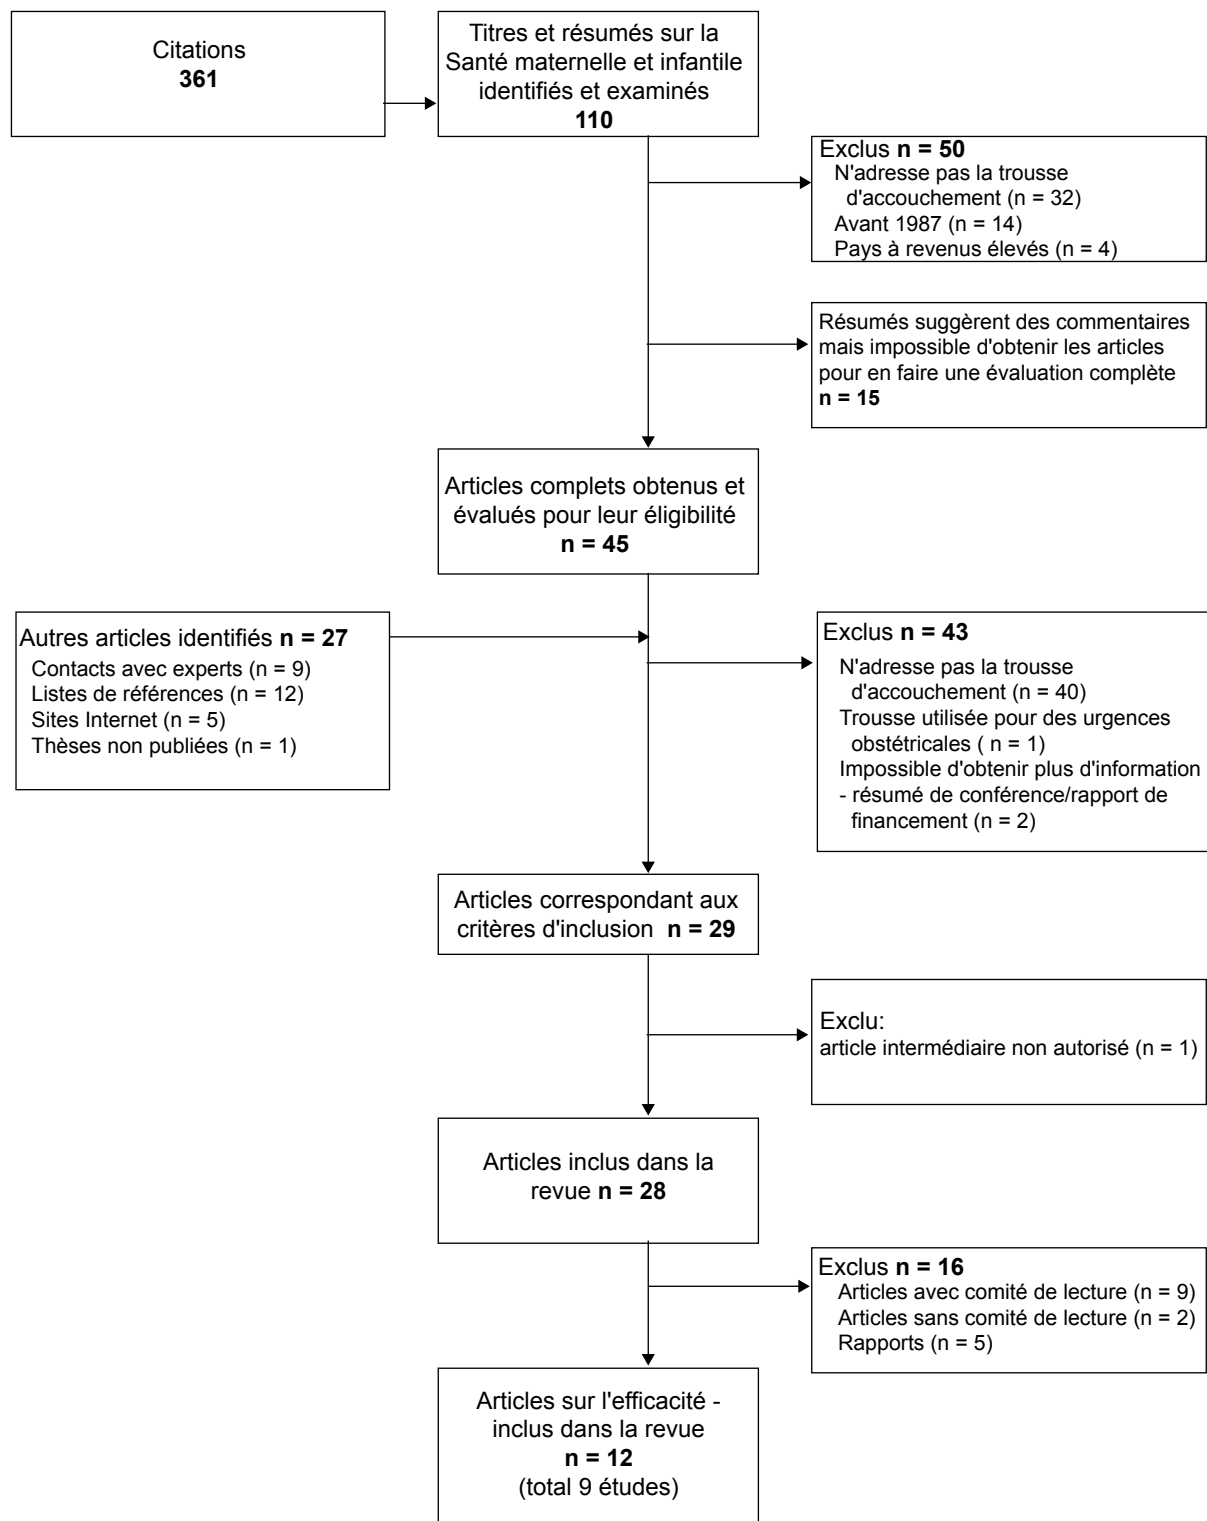 Citations
361
Titres et résumés sur la
Santé maternelle et infantile
identifiés et examinés
110
Exclus n = 50
N'adresse pas la trousse
d'accouchement (n = 32)
Avant 1987 (n = 14)
Pays à revenus élevés (n = 4)
Résumés suggèrent des commentaires
mais impossible d'obtenir les articles
pour en faire une évaluation complète
n = 15
Articles complets obtenus et
évalués pour leur éligibilité
n = 45
Autres articles identifiés n = 27
Contacts avec experts (n = 9)
Listes de références (n = 12)
Sites Internet (n = 5)
Thèses non publiées (n = 1)
Exclus n = 43
N'adresse pas la trousse
d'accouchement (n = 40)
Trousse utilisée pour des urgences
obstétricales ( n = 1)
Impossible d'obtenir plus d'information
- résumé de conférence/rapport de
financement (n = 2)
Articles correspondant aux
critères d'inclusion n = 29
Exclu:
article intermédiaire non autorisé (n = 1)
Articles inclus dans la
revue n = 28
Exclus n = 16
Articles avec comité de lecture (n = 9)
Articles sans comité de lecture (n = 2)
Rapports (n = 5)
Articles sur l'efficacité -
inclus dans la revue
n = 12
(total 9 études)